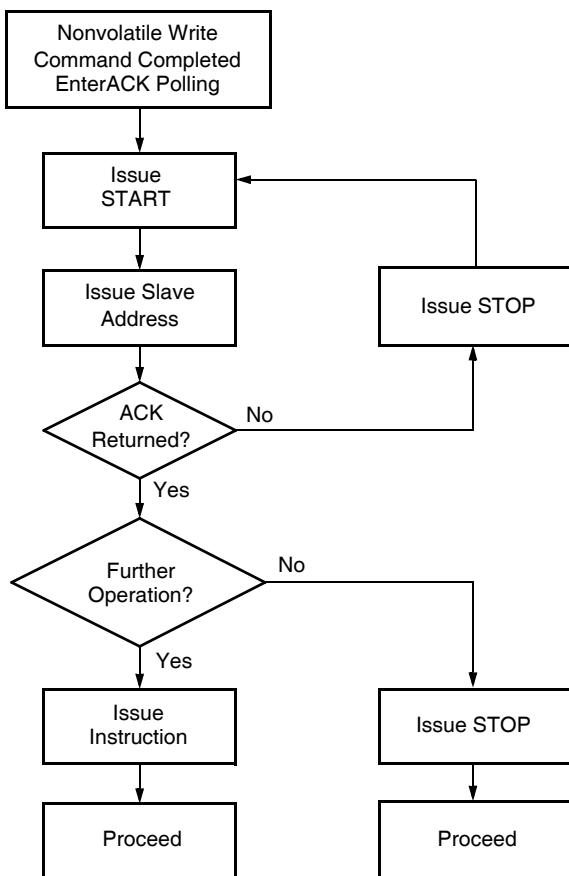 Nonvolatile Write
Command Completed
EnterACK Polling
Issue
START
Issue Slave
Address
Issue STOP
ACK
Returned?
No
Yes
Further
Operation?
No
Yes
Issue
Instruction
Issue STOP
Proceed
Proceed